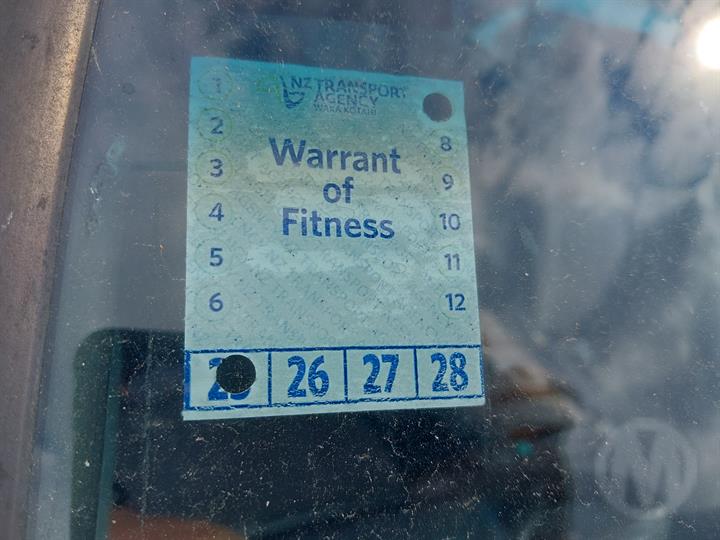 NZ TRANSPORT
AGENCY
WAKA KOTAHI
Warrant
of
Fitness
1
2
3
4
5
6
8
9
10
11
12
26 27 28
M